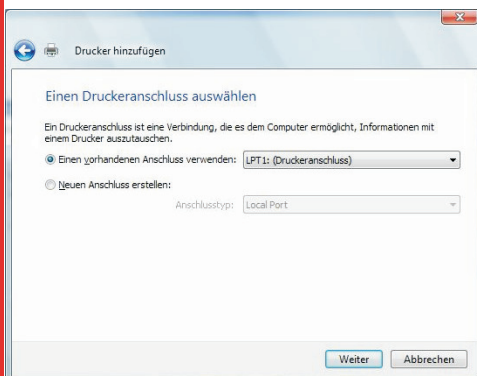 Drucker hinzufügen
Einen Druckeranschluss auswählen
Ein Druckeranschluss ist eine Verbindung, die es dem Computer ermöglicht, Informationen mit
einem Drucker auszutauschen.
Einen vorhandenen Anschluss verwenden: LPT1: (Druckeranschluss)
Neuen Anschluss erstellen:
Anschlusstyp: Local Port
Weiter Abbrechen